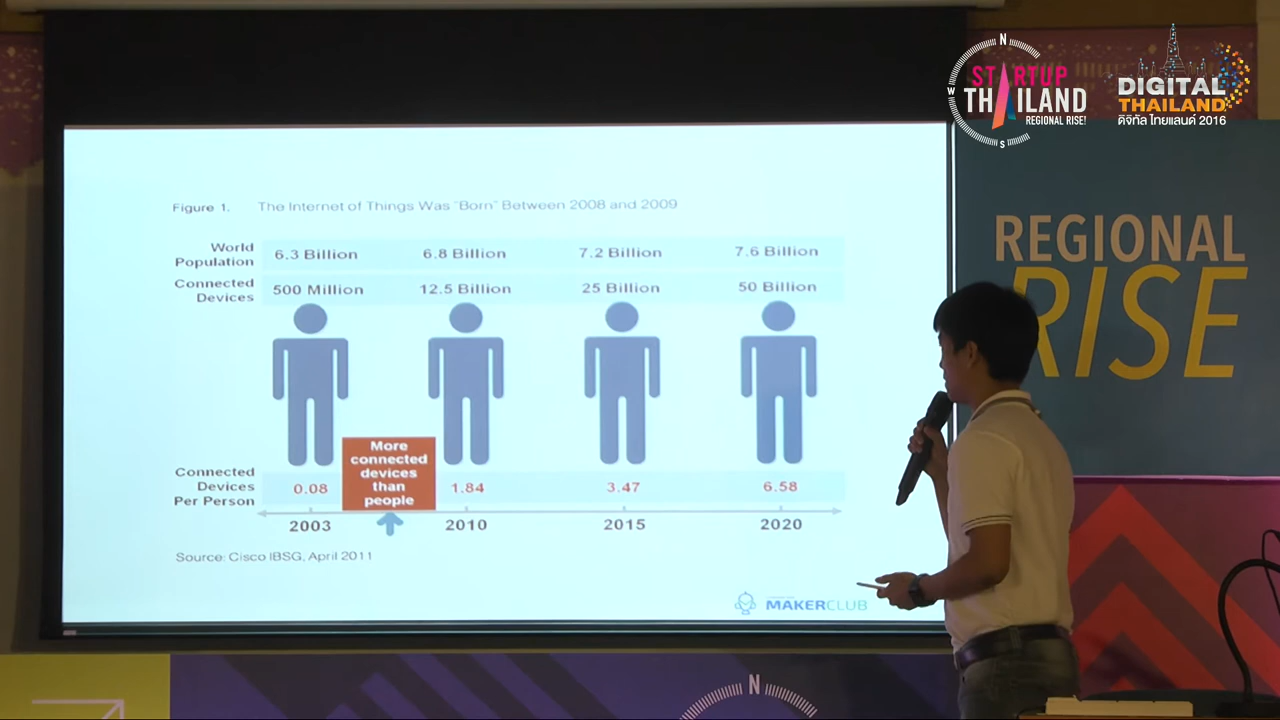 N
STARTUP
W
THAILAND
REGIONAL RISE!
S
DIGITAL
THAILAND
ดิจิทัล ไทยแลนด์ 2016
REGIONAL
RISE
Figure 1. The Internet of Things Was "Born" Between 2008 and 2009
World Population 6.3 Billion 6.8 Billion 7.2 Billion 7.6 Billion
Connected Devices 500 Million 12.5 Billion 25 Billion 50 Billion
More
connected
devices
than
people
Connected
Devices
Per Person 0.08 1.84 3.47 6.58
2003 2010 2015 2020
Source: Cisco IBSG, April 2011
MAKERCLUB
N